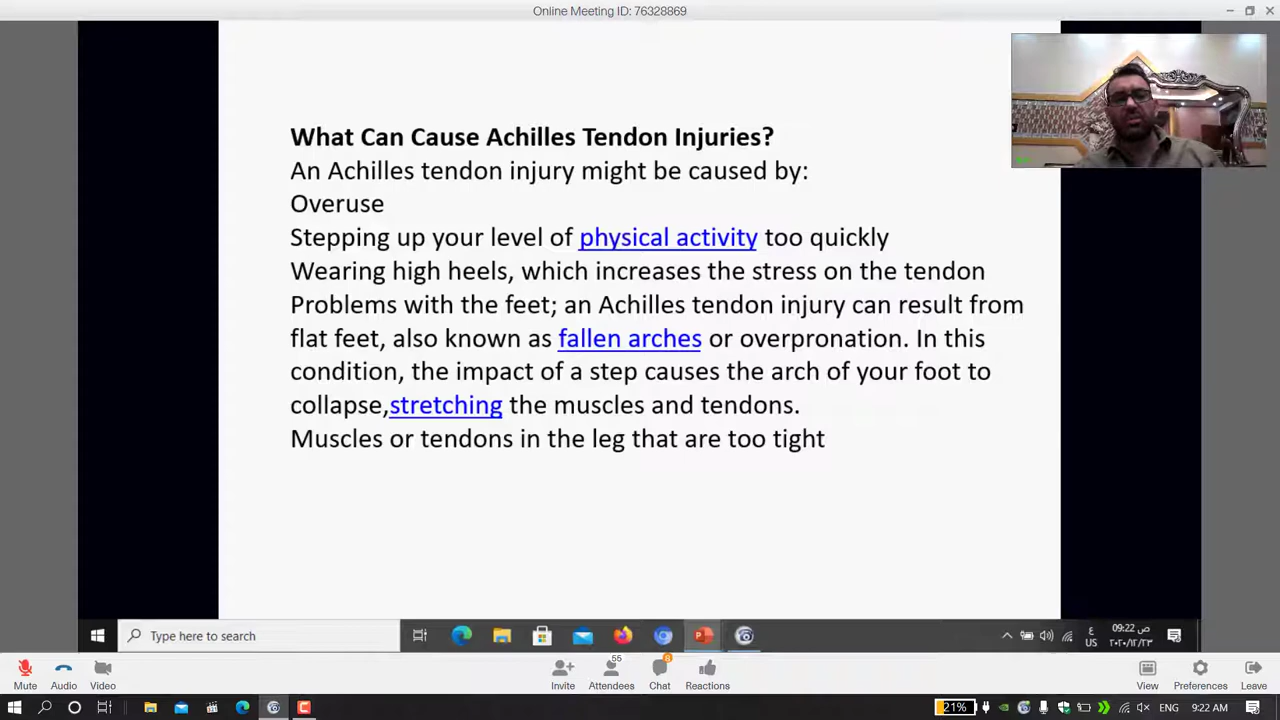 Online Meeting ID: 76328869
What Can Cause Achilles Tendon Injuries?
An Achilles tendon injury might be caused by:
Overuse
Stepping up your level of physical activity too quickly
Wearing high heels, which increases the stress on the tendon
Problems with the feet; an Achilles tendon injury can result from
flat feet, also known as fallen arches or overpronation. In this
condition, the impact of a step causes the arch of your foot to
collapse,stretching the muscles and tendons.
Muscles or tendons in the leg that are too tight
Type here to search
ع
US
09:22 ص
٢٠٢٠/١٢/٢٣
55
8
Mute Audio Video Invite Attendees Chat Reactions View Preferences Leave
21% ENG 9:22 AM